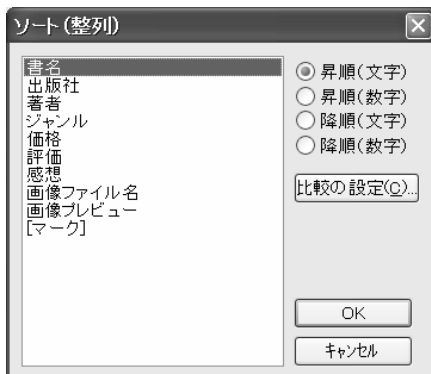 ソート(整列)
書名
出版社
著者
ジャンル
価格
評価
感想
画像ファイル名
画像プレビュー
[マーク]
昇順(文字)
昇順(数字)
降順(文字)
降順(数字)
比較の設定(C)...
OK
キャンセル